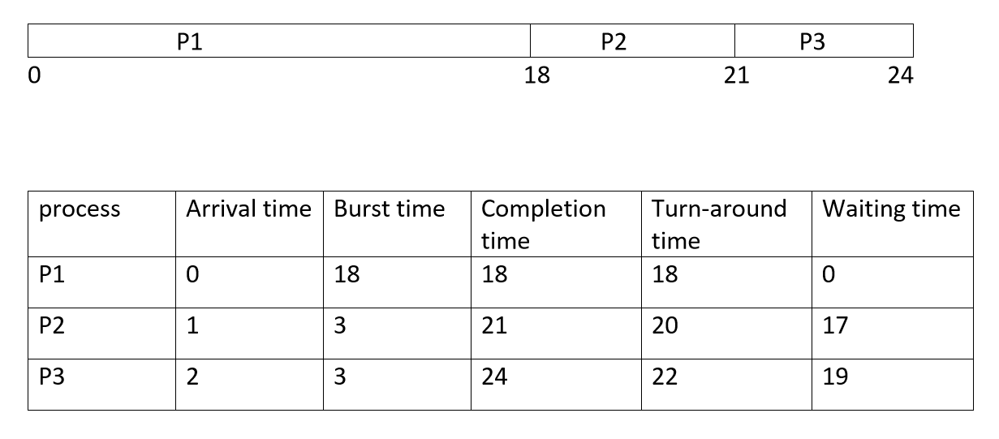 P1 P2 P3
0 18 21 24
process Arrival time Burst time Completion time Turn-around time Waiting time
P1 0 18 18 18 0
P2 1 3 21 20 17
P3 2 3 24 22 19